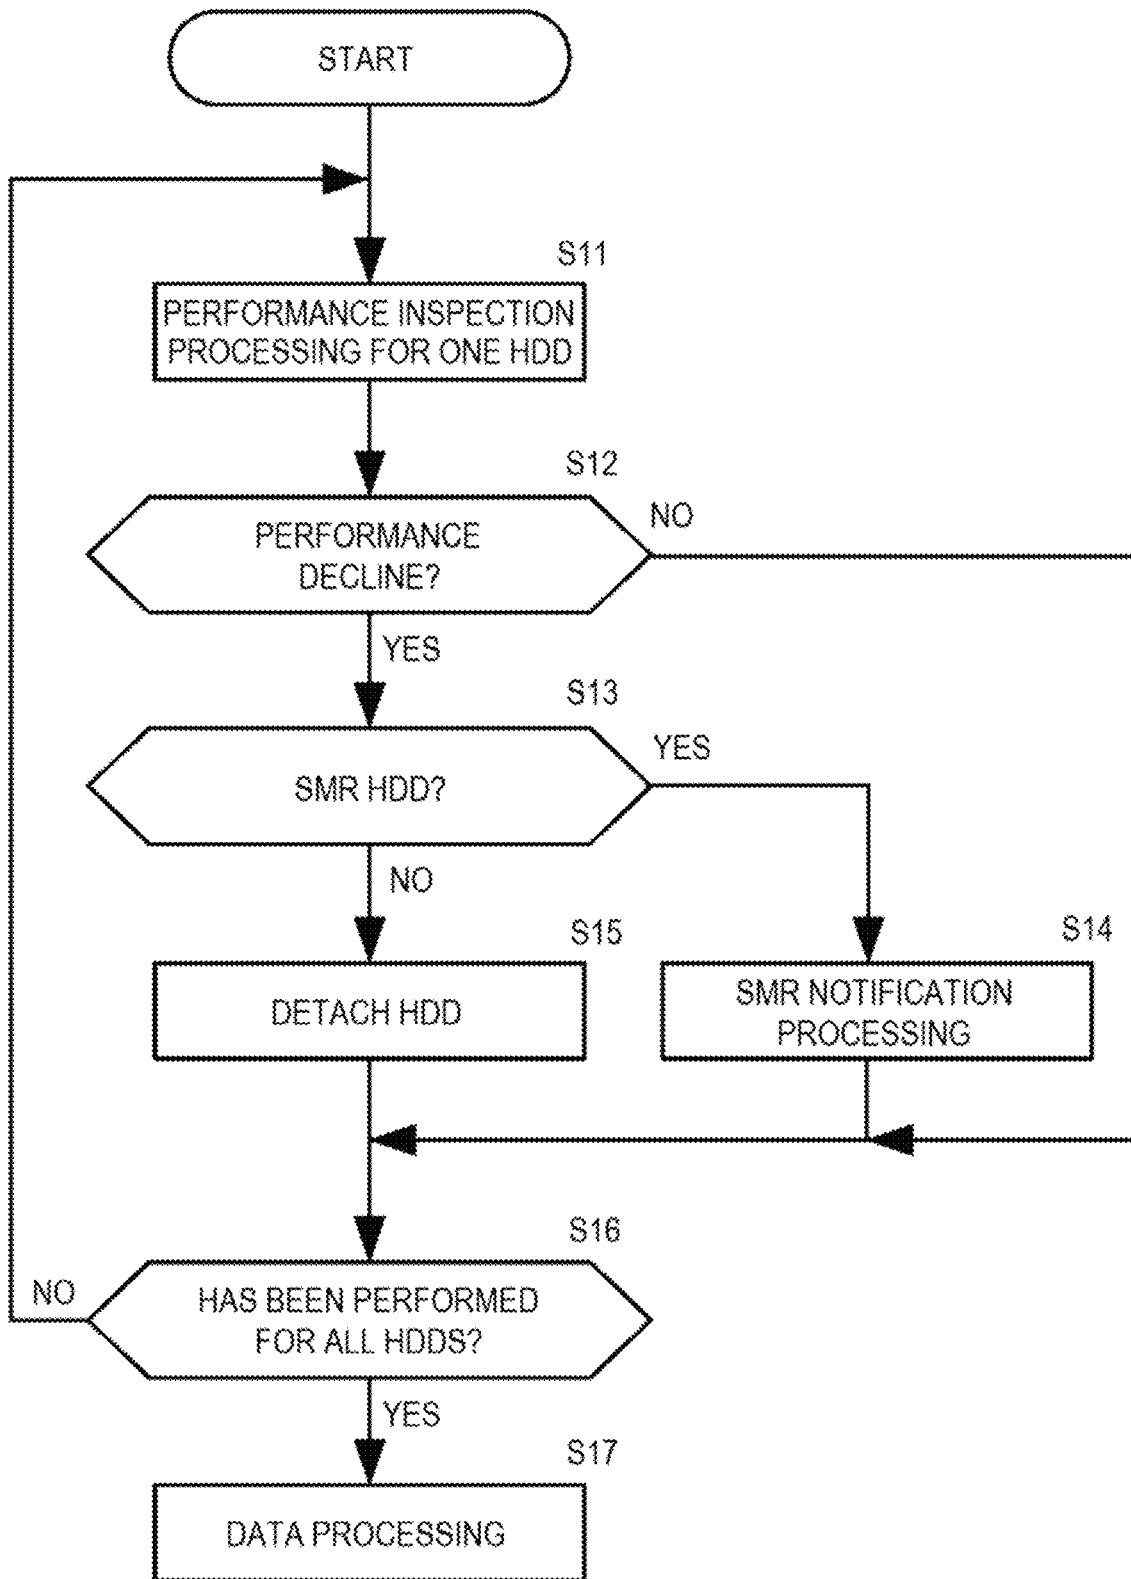 START
S11
PERFORMANCE INSPECTION
PROCESSING FOR ONE HDD
S12
PERFORMANCE
DECLINE?
NO
YES
S13
SMR HDD?
YES
NO
S15
DETACH HDD
S14
SMR NOTIFICATION
PROCESSING
S16
HAS BEEN PERFORMED
FOR ALL HDDS?
NO
YES
S17
DATA PROCESSING